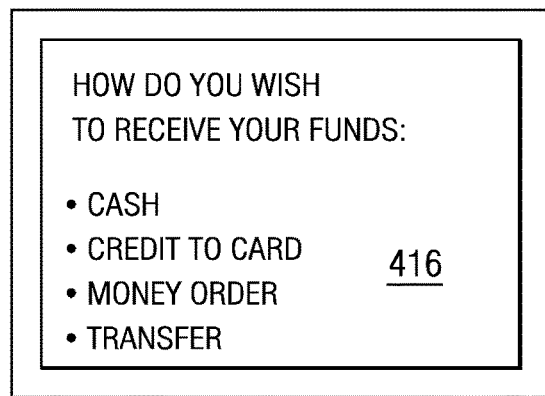 HOW DO YOU WISH
TO RECEIVE YOUR FUNDS:
• CASH
• CREDIT TO CARD
• MONEY ORDER
• TRANSFER
416